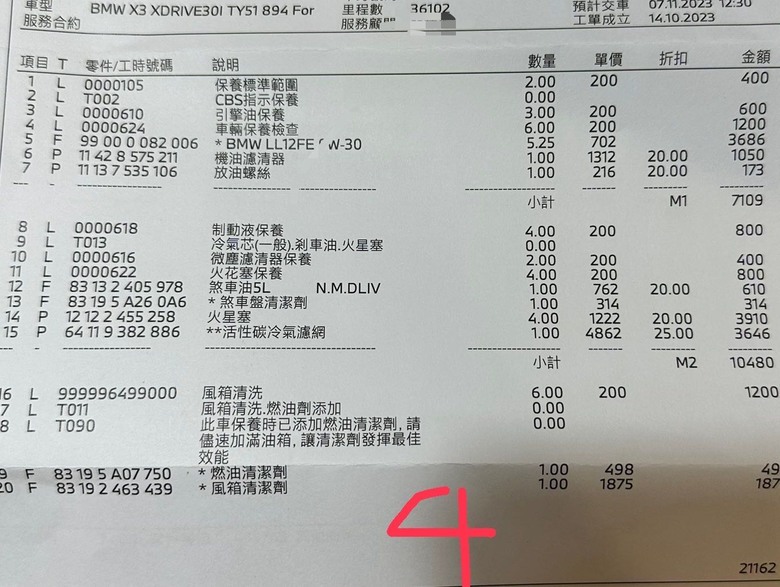 車型 BMW X3 XDRIVE30I TY51 894 For 里程數 36102 預計交車 07.11.2023 12:30
服務合約 服務顧 工單成立 14.10.2023
項目 T 零件/工時號碼 說明 數量 單價 折扣 金額
1 L 0000105 保養標準範圍 2.00 200 400
2 L T002 CBS指示保養 0.00
3 L 0000610 引擎油保養 3.00 200 600
4 L 0000624 車輛保養檢查 6.00 200 1200
5 F 99 00 0 082 006 * BMW LL12FE W-30 5.25 702 3686
6 P 11 42 8 575 211 機油濾清器 1.00 1312 20.00 1050
7 P 11 13 7 535 106 放油螺絲 1.00 216 20.00 173
小計 M1 7109
8 L 0000618 制動液保養 4.00 200 800
9 L T013 冷氣芯(一般).剎車油.火星塞 0.00
10 L 0000616 微塵濾清器保養 2.00 200 400
11 L 0000622 火花塞保養 4.00 200 800
12 F 83 13 2 405 978 煞車油5L N.M.DLIV 1.00 762 20.00 610
13 F 83 19 5 A26 0A6 * 煞車盤清潔劑 1.00 314 314
14 P 12 12 2 455 258 火星塞 4.00 1222 20.00 3910
15 P 64 11 9 382 886 **活性碳冷氣濾網 1.00 4862 25.00 3646
小計 M2 10480
6 L 999996499000 風箱清洗 6.00 200 1200
7 L T011 風箱清洗.燃油劑添加 0.00
8 L T090 此車保養時已添加燃油清潔劑, 請 0.00
儘速加滿油箱, 讓清潔劑發揮最佳
效能
9 F 83 19 5 A07 750 * 燃油清潔劑 1.00 498 49
20 F 83 19 2 463 439 * 風箱清潔劑 1.00 1875 187
4
21162